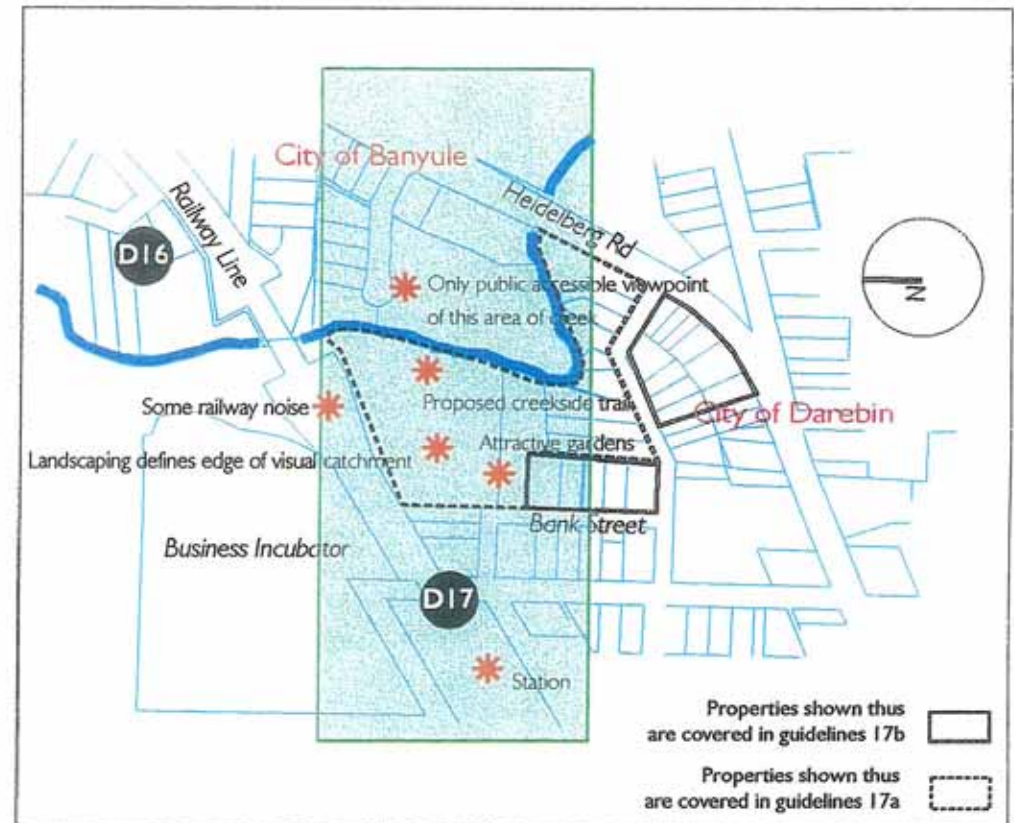 City of Banyule
Railway Line
Heidelberg Rd
D16
Only public accessible viewpoint
of this area of creek
N
Some railway noise
Proposed creekside trail
City of Darebin
Attractive gardens
Landscaping defines edge of visual catchment
Bank Street
Business Incubator
D17
Station
Properties shown thus
are covered in guidelines 17b
Properties shown thus
are covered in guidelines 17a